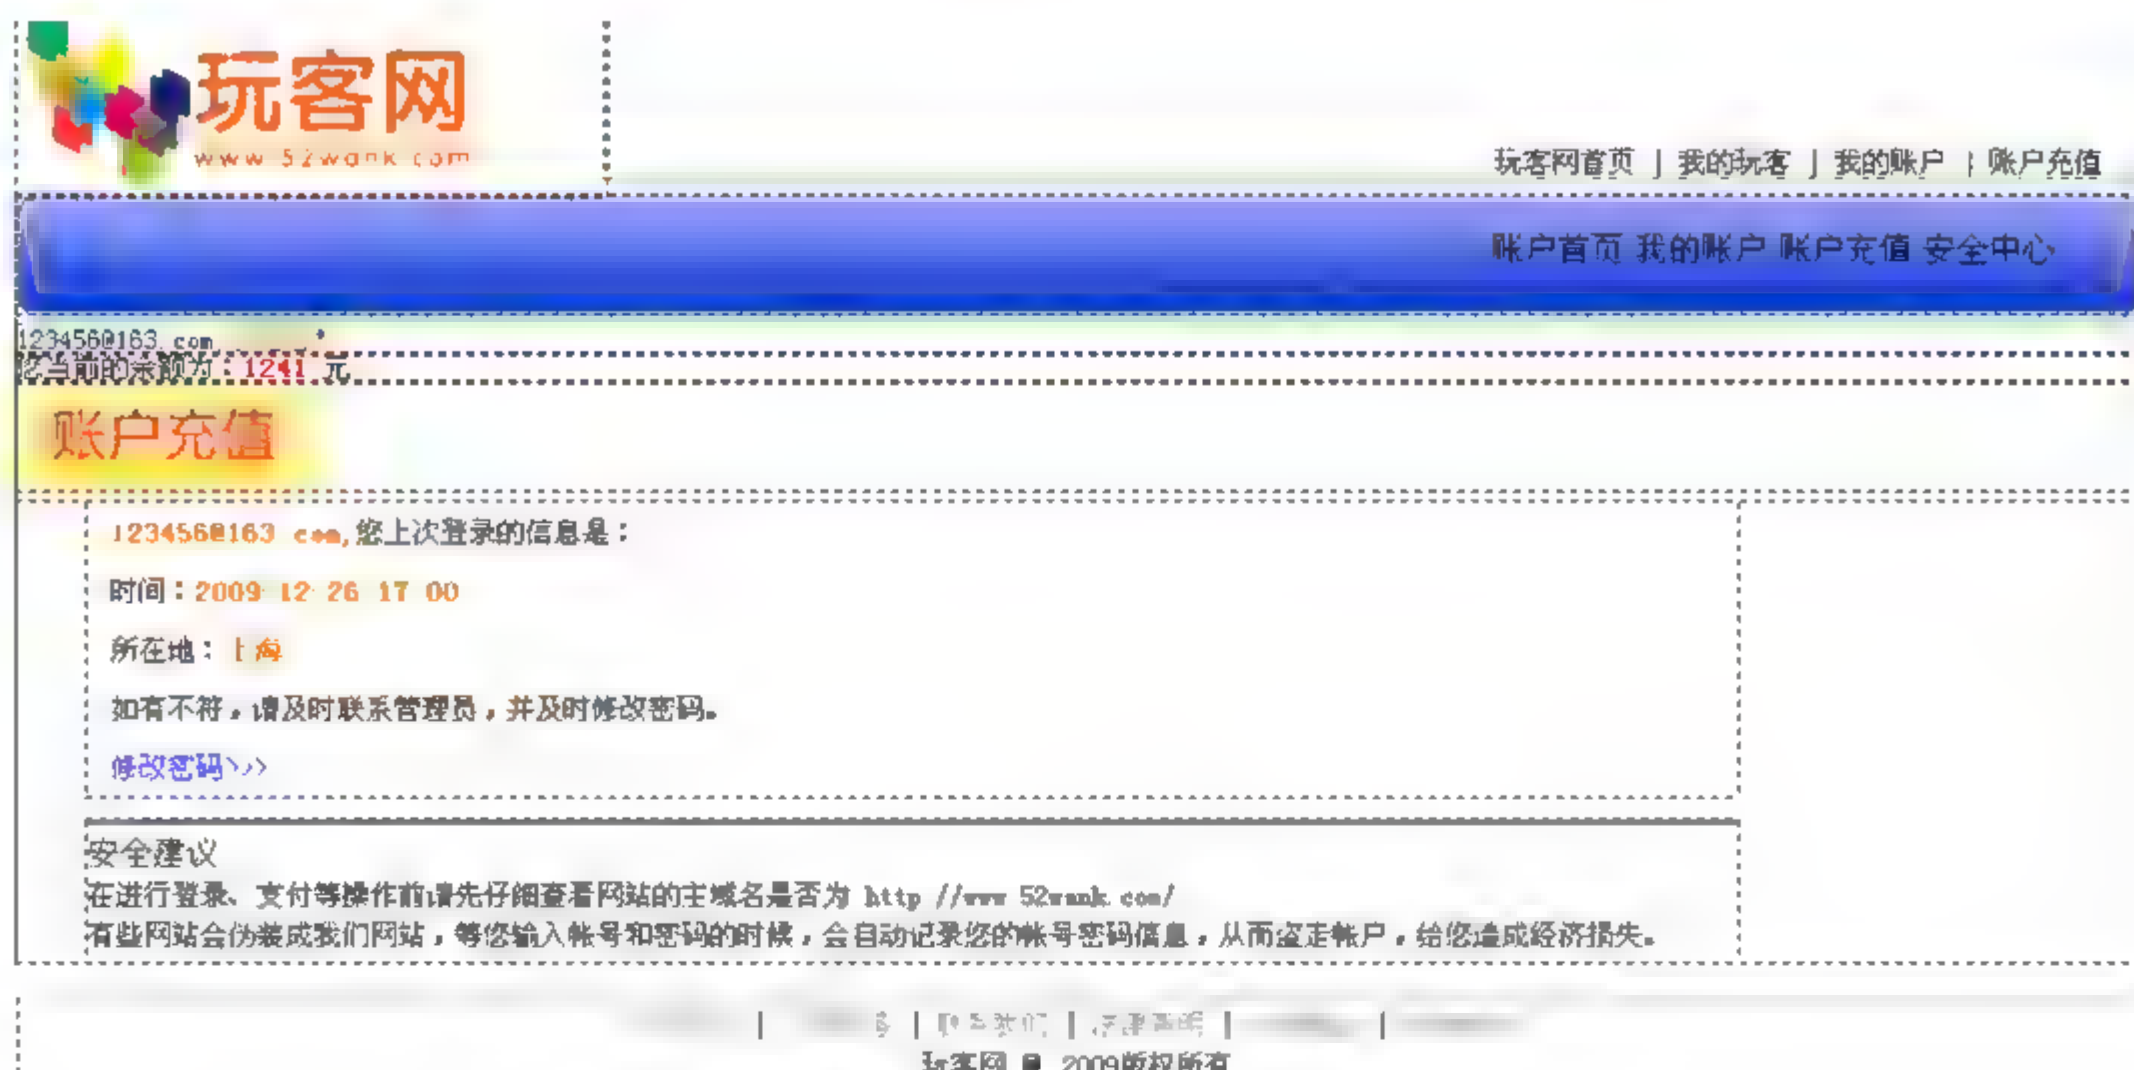 玩客网
www.52wank.com
玩客网首页 | 我的玩客 | 我的账户 | 账户充值
账户首页 我的账户 账户充值 安全中心
123456@163.com
您当前的余额为：1241 元
账户充值
123456@163.com,您上次登录的信息是：
时间：2009 12 26 17 00
所在地：上海
如有不符，请及时联系管理员，并及时修改密码。
修改密码>>>
安全建议
在进行登录、支付等操作前请先仔细查看网站的主域名是否为 http://www.52wank.com/
有些网站会伪装成我们网站，等您输入帐号和密码的时候，会自动记录您的帐号密码信息，从而盗走帐户，给您造成经济损失。
| | 联系我们 | 法律声明 | |
玩客网 @ 2009版权所有